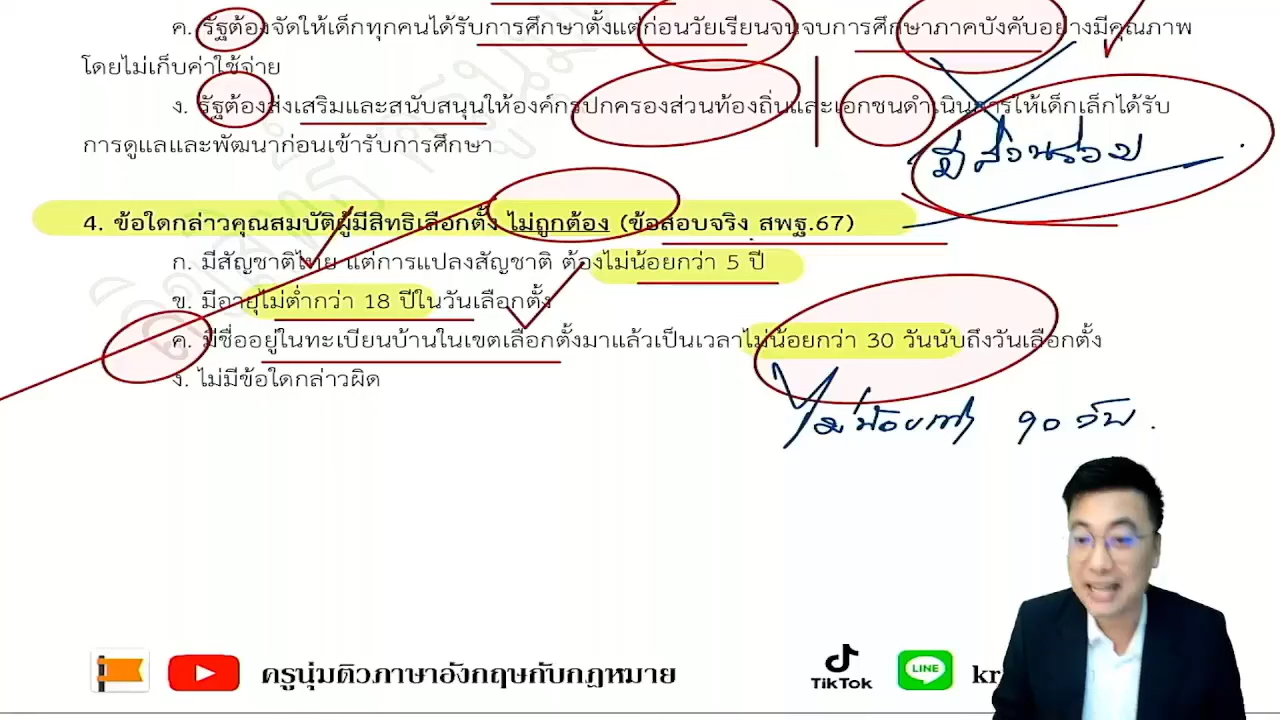 ค. รัฐต้องจัดให้เด็กทุกคนได้รับการศึกษาตั้งแต่ก่อนวัยเรียนจนจบการศึกษาภาคบังคับอย่างมีคุณภาพ
โดยไม่เก็บค่าใช้จ่าย
ง. รัฐต้องส่งเสริมและสนับสนุนให้องค์กรปกครองส่วนท้องถิ่นและเอกชนดำเนินการให้เด็กเล็กได้รับ
การดูแลและพัฒนาก่อนเข้ารับการศึกษา
มีส่วนร่วม
4. ข้อใดกล่าวคุณสมบัติผู้มีสิทธิเลือกตั้ง ไม่ถูกต้อง (ข้อสอบจริง สพฐ.67)
ก. มีสัญชาติไทย แต่การแปลงสัญชาติ ต้องไม่น้อยกว่า 5 ปี
ข. มีอายุไม่ต่ำกว่า 18 ปีในวันเลือกตั้ง
ค. มีชื่ออยู่ในทะเบียนบ้านในเขตเลือกตั้งมาแล้วเป็นเวลาไม่น้อยกว่า 30 วันนับถึงวันเลือกตั้ง
ง. ไม่มีข้อใดกล่าวผิด
ไม่น้อยกว่า 90 วัน.
ครูนุ่มติวภาษาอังกฤษกับกฎหมาย
TikTok
LINE
kr